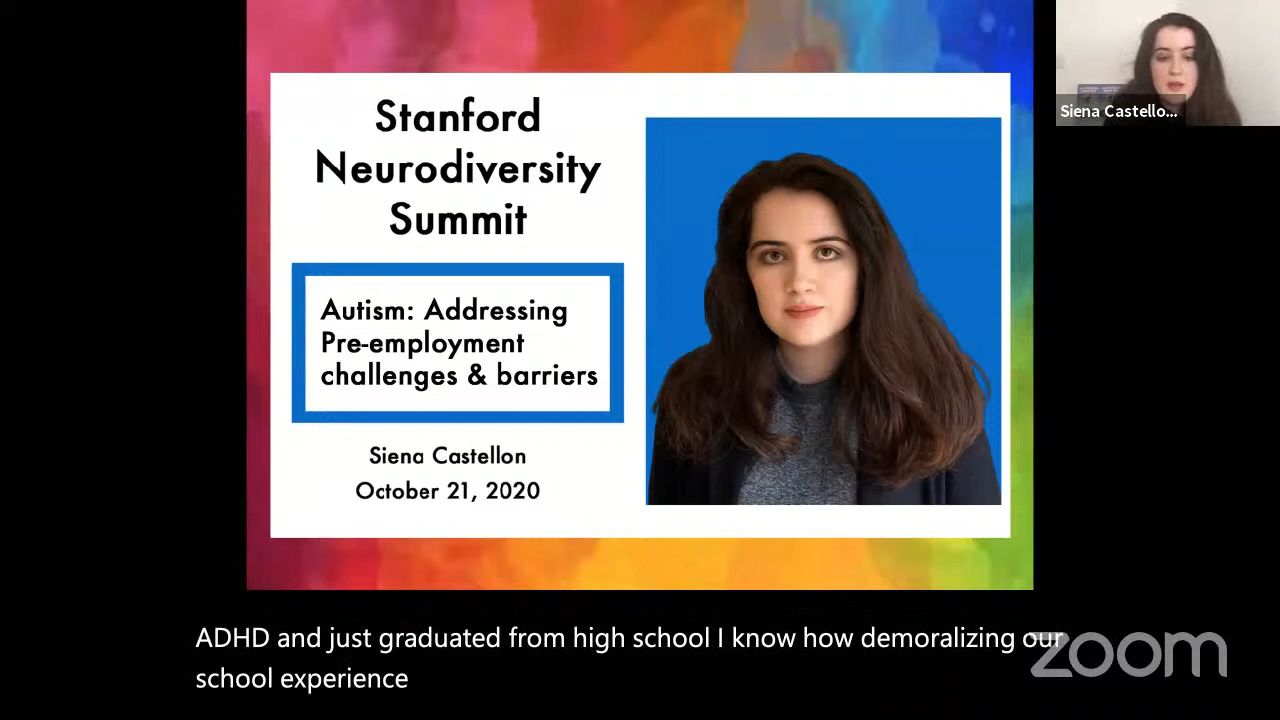 Stanford
Neurodiversity
Summit
Autism: Addressing
Pre-employment
challenges & barriers
Siena Castellon
October 21, 2020
Siena Castello...
ADHD and just graduated from high school I know how demoralizing our
school experience
zoom